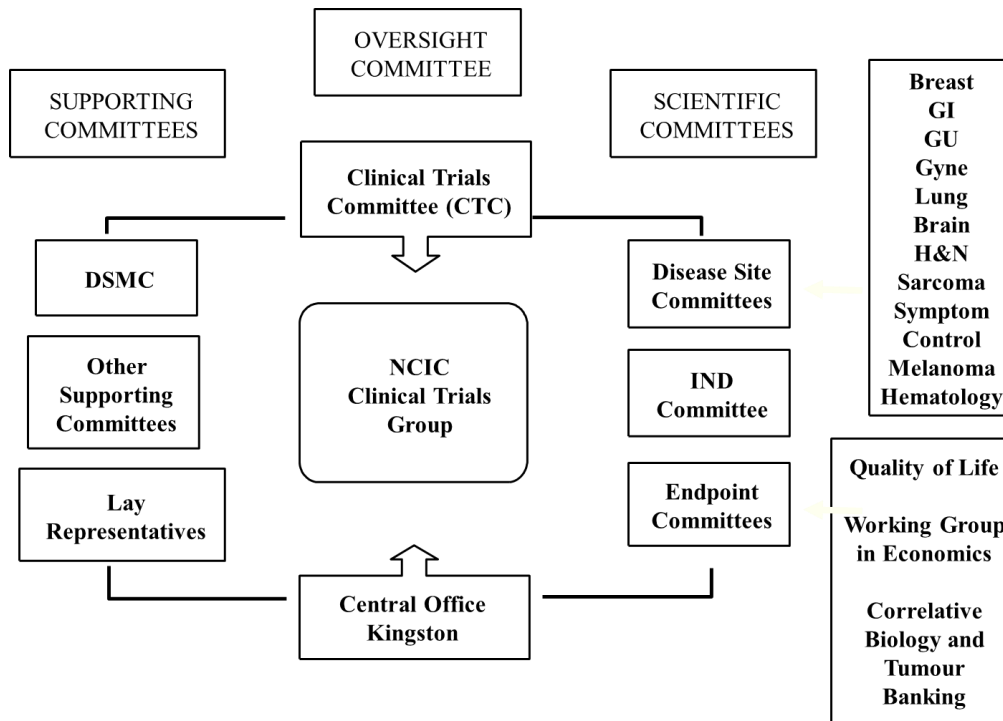 OVERSIGHT
COMMITTEE
SUPPORTING
COMMITTEES
SCIENTIFIC
COMMITTEES
Clinical Trials
Committee (CTC)
DSMC
Other
Supporting
Committees
Lay
Representatives
NCIC
Clinical Trials
Group
Central Office
Kingston
Disease Site
Committees
IND
Committee
Endpoint
Committees
Breast
GI
GU
Gyne
Lung
Brain
H&N
Sarcoma
Symptom
Control
Melanoma
Hematology
Quality of Life
Working Group
in Economics
Correlative
Biology and
Tumour
Banking